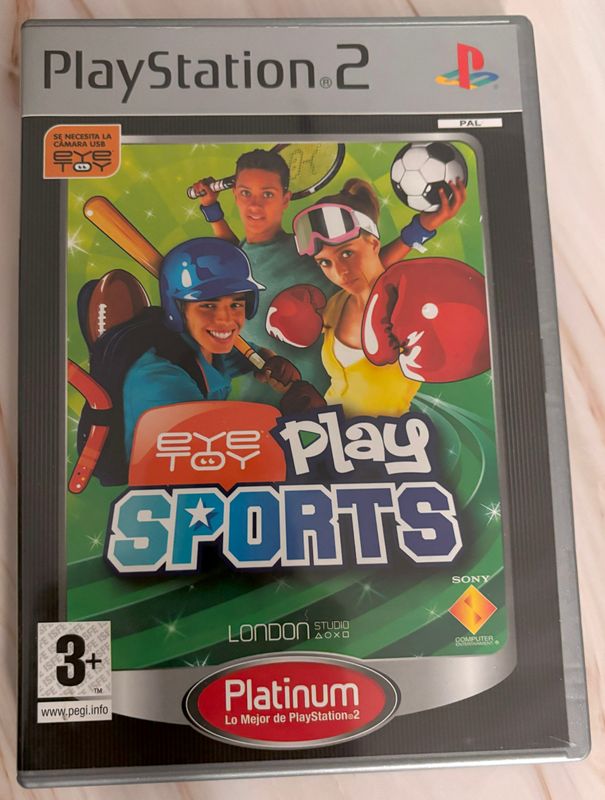 PlayStation®2
PAL
SE NECESITA LA
CÁMARA USB
EYE
TOY
EYE
TOY
Play
SPORTS
SONY
COMPUTER
ENTERTAINMENT
LONDON STUDIO
3+
TM
www.pegi.info
Platinum
Lo Mejor de PlayStation®2